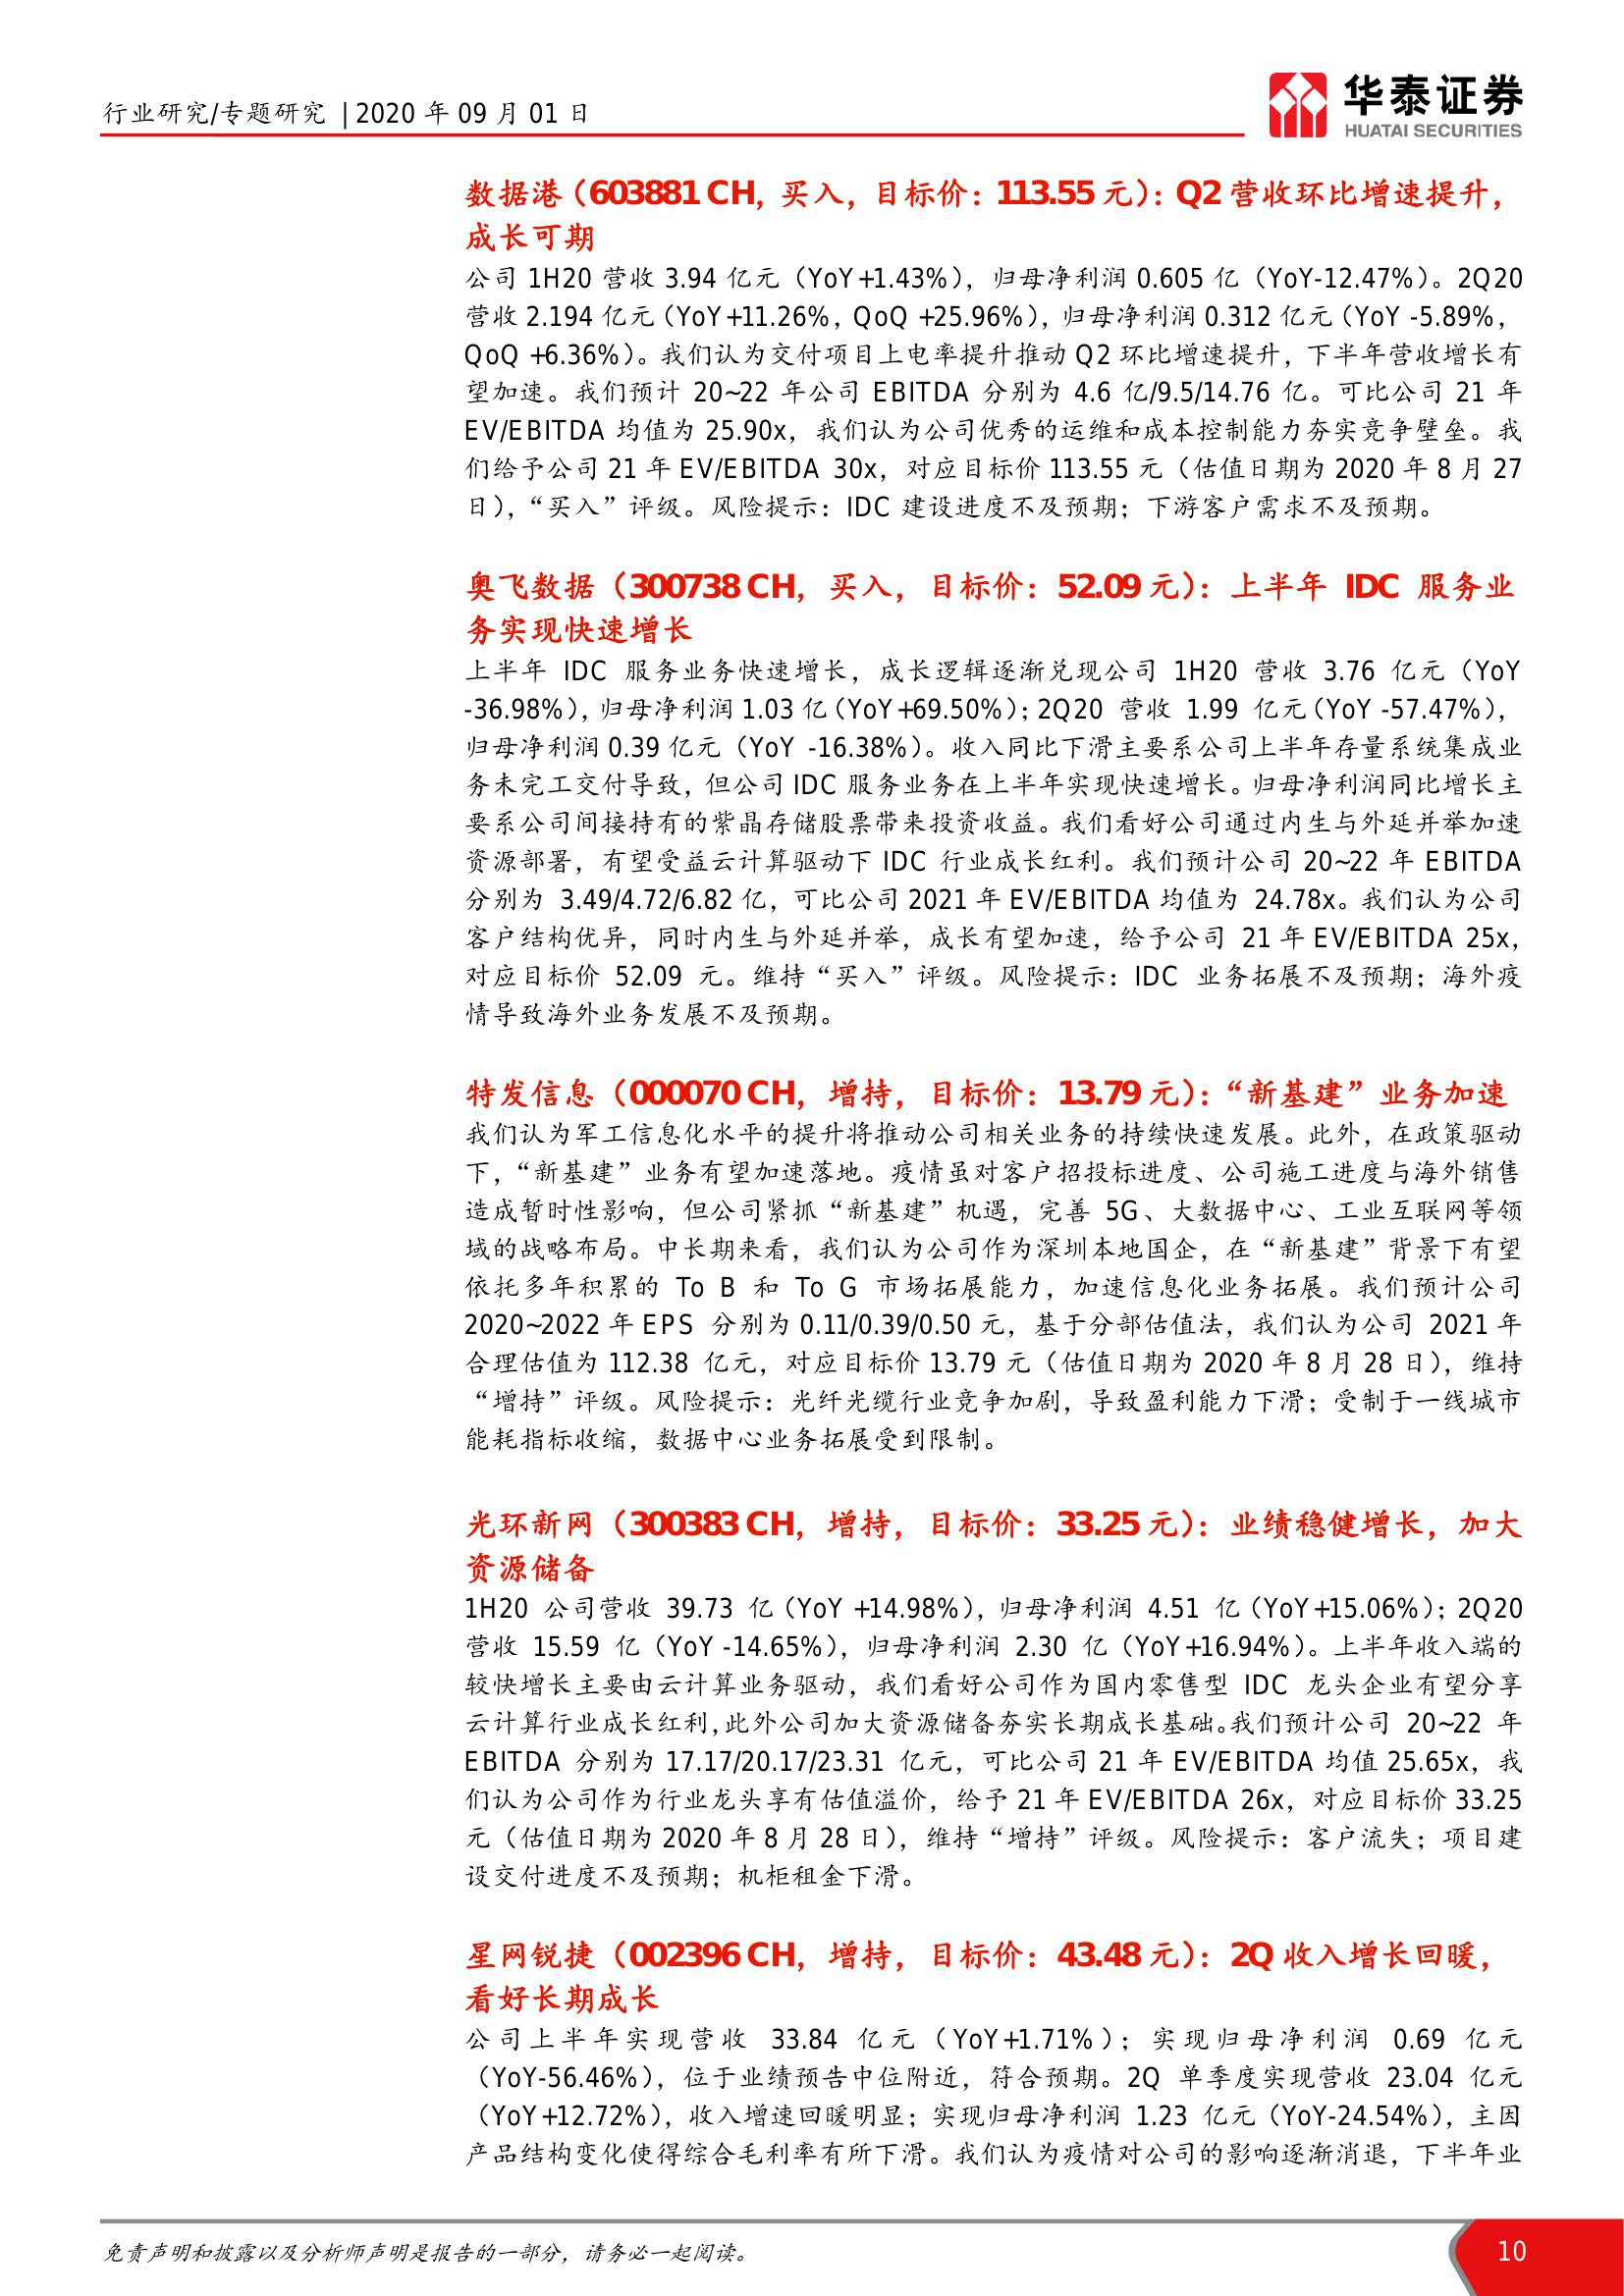 行业研究/专题研究 | 2020 年 09 月 01 日
华泰证券
HUATAI SECURITIES
数据港（603881 CH，买入，目标价：113.55 元）：Q2 营收环比增速提升，
成长可期
公司 1H20 营收 3.94 亿元（YoY+1.43%），归母净利润 0.605 亿（YoY-12.47%）。2Q20
营收 2.194 亿元（YoY+11.26%，QoQ +25.96%），归母净利润 0.312 亿元（YoY -5.89%，
QoQ +6.36%）。我们认为交付项目上电率提升推动 Q2 环比增速提升，下半年营收增长有
望加速。我们预计 20~22 年公司 EBITDA 分别为 4.6 亿/9.5/14.76 亿。可比公司 21 年
EV/EBITDA 均值为 25.90x，我们认为公司优秀的运维和成本控制能力夯实竞争壁垒。我
们给予公司 21 年 EV/EBITDA 30x，对应目标价 113.55 元（估值日期为 2020 年 8 月 27
日），“买入”评级。风险提示：IDC 建设进度不及预期；下游客户需求不及预期。
奥飞数据（300738 CH，买入，目标价：52.09 元）：上半年 IDC 服务业
务实现快速增长
上半年 IDC 服务业务快速增长，成长逻辑逐渐兑现公司 1H20 营收 3.76 亿元（YoY
-36.98%），归母净利润 1.03 亿（YoY+69.50%）；2Q20 营收 1.99 亿元（YoY -57.47%），
归母净利润 0.39 亿元（YoY -16.38%）。收入同比下滑主要系公司上半年存量系统集成业
务未完工交付导致，但公司 IDC 服务业务在上半年实现快速增长。归母净利润同比增长主
要系公司间接持有的紫晶存储股票带来投资收益。我们看好公司通过内生与外延并举加速
资源部署，有望受益云计算驱动下 IDC 行业成长红利。我们预计公司 20~22 年 EBITDA
分别为 3.49/4.72/6.82 亿，可比公司 2021 年 EV/EBITDA 均值为 24.78x。我们认为公司
客户结构优异，同时内生与外延并举，成长有望加速，给予公司 21 年 EV/EBITDA 25x，
对应目标价 52.09 元。维持“买入”评级。风险提示：IDC 业务拓展不及预期；海外疫
情导致海外业务发展不及预期。
特发信息（000070 CH，增持，目标价：13.79 元）：“新基建”业务加速
我们认为军工信息化水平的提升将推动公司相关业务的持续快速发展。此外，在政策驱动
下，“新基建”业务有望加速落地。疫情虽对客户招投标进度、公司施工进度与海外销售
造成暂时性影响，但公司紧抓“新基建”机遇，完善 5G、大数据中心、工业互联网等领
域的战略布局。中长期来看，我们认为公司作为深圳本地国企，在“新基建”背景下有望
依托多年积累的 To B 和 To G 市场拓展能力，加速信息化业务拓展。我们预计公司
2020~2022 年 EPS 分别为 0.11/0.39/0.50 元，基于分部估值法，我们认为公司 2021 年
合理估值为 112.38 亿元，对应目标价 13.79 元（估值日期为 2020 年 8 月 28 日），维持
“增持”评级。风险提示：光纤光缆行业竞争加剧，导致盈利能力下滑；受制于一线城市
能耗指标收缩，数据中心业务拓展受到限制。
光环新网（300383 CH，增持，目标价：33.25 元）：业绩稳健增长，加大
资源储备
1H20 公司营收 39.73 亿（YoY +14.98%），归母净利润 4.51 亿（YoY+15.06%）；2Q20
营收 15.59 亿（YoY -14.65%），归母净利润 2.30 亿（YoY+16.94%）。上半年收入端的
较快增长主要由云计算业务驱动，我们看好公司作为国内零售型 IDC 龙头企业有望分享
云计算行业成长红利，此外公司加大资源储备夯实长期成长基础。我们预计公司 20~22 年
EBITDA 分别为 17.17/20.17/23.31 亿元，可比公司 21 年 EV/EBITDA 均值 25.65x，我
们认为公司作为行业龙头享有估值溢价，给予 21 年 EV/EBITDA 26x，对应目标价 33.25
元（估值日期为 2020 年 8 月 28 日），维持“增持”评级。风险提示：客户流失；项目建
设交付进度不及预期；机柜租金下滑。
星网锐捷（002396 CH，增持，目标价：43.48 元）：2Q 收入增长回暖，
看好长期成长
公司上半年实现营收 33.84 亿元（YoY+1.71%）；实现归母净利润 0.69 亿元
（YoY-56.46%），位于业绩预告中位附近，符合预期。2Q 单季度实现营收 23.04 亿元
（YoY+12.72%），收入增速回暖明显；实现归母净利润 1.23 亿元（YoY-24.54%），主因
产品结构变化使得综合毛利率有所下滑。我们认为疫情对公司的影响逐渐消退，下半年业
免责声明和披露以及分析师声明是报告的一部分，请务必一起阅读。
10